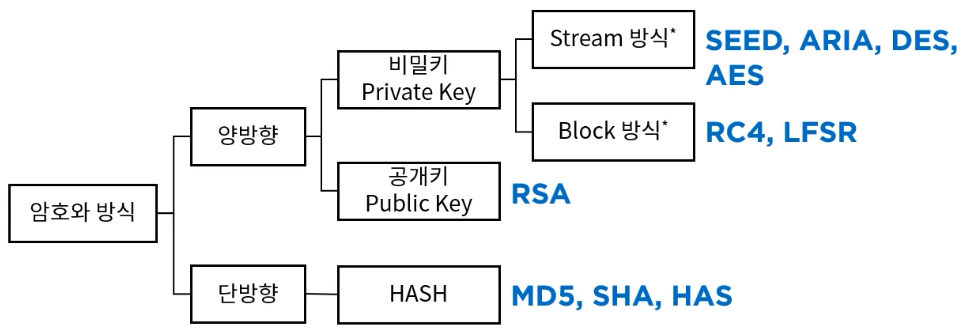 Stream 방식*
SEED, ARIA, DES,
AES
비밀키
Private Key
Block 방식*
RC4, LFSR
양방향
공개키
Public Key
RSA
암호와 방식
단방향
HASH
MD5, SHA, HAS